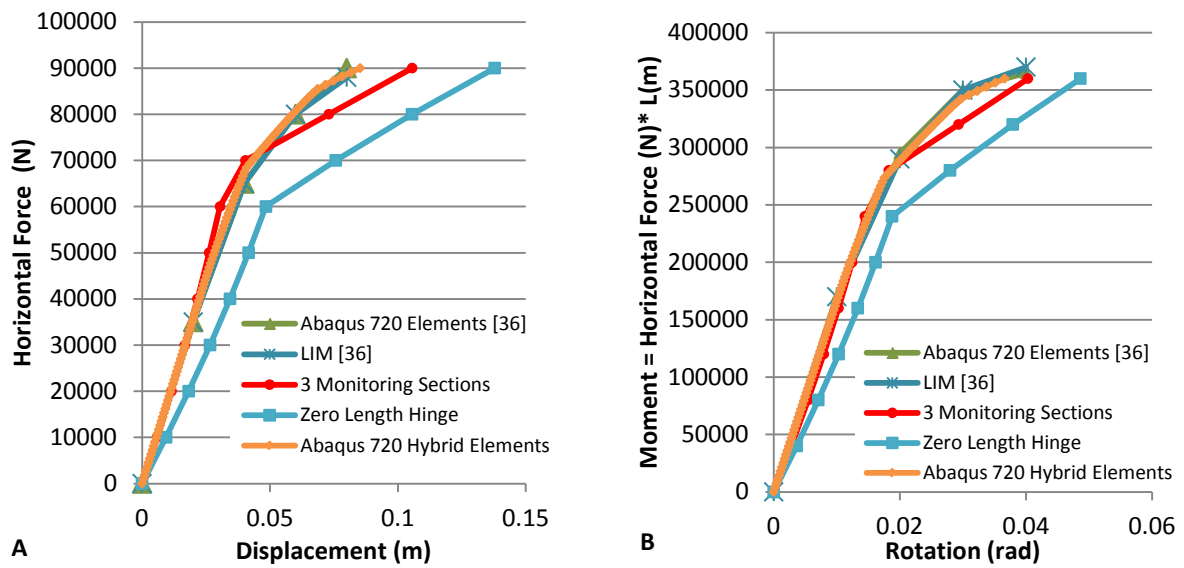 100000
90000
80000
70000
60000
50000
40000
30000
20000
10000
0
Horizontal Force (N)
Abaqus 720 Elements [36]
LIM [36]
3 Monitoring Sections
Zero Length Hinge
Abaqus 720 Hybrid Elements
0 0.05 0.1 0.15
Displacement (m)
A
400000
350000
300000
250000
200000
150000
100000
50000
0
Moment = Horizontal Force (N)* L(m)
Abaqus 720 Elements [36]
LIM [36]
3 Monitoring Sections
Zero Length Hinge
Abaqus 720 Hybrid Elements
0 0.02 0.04 0.06
Rotation (rad)
B